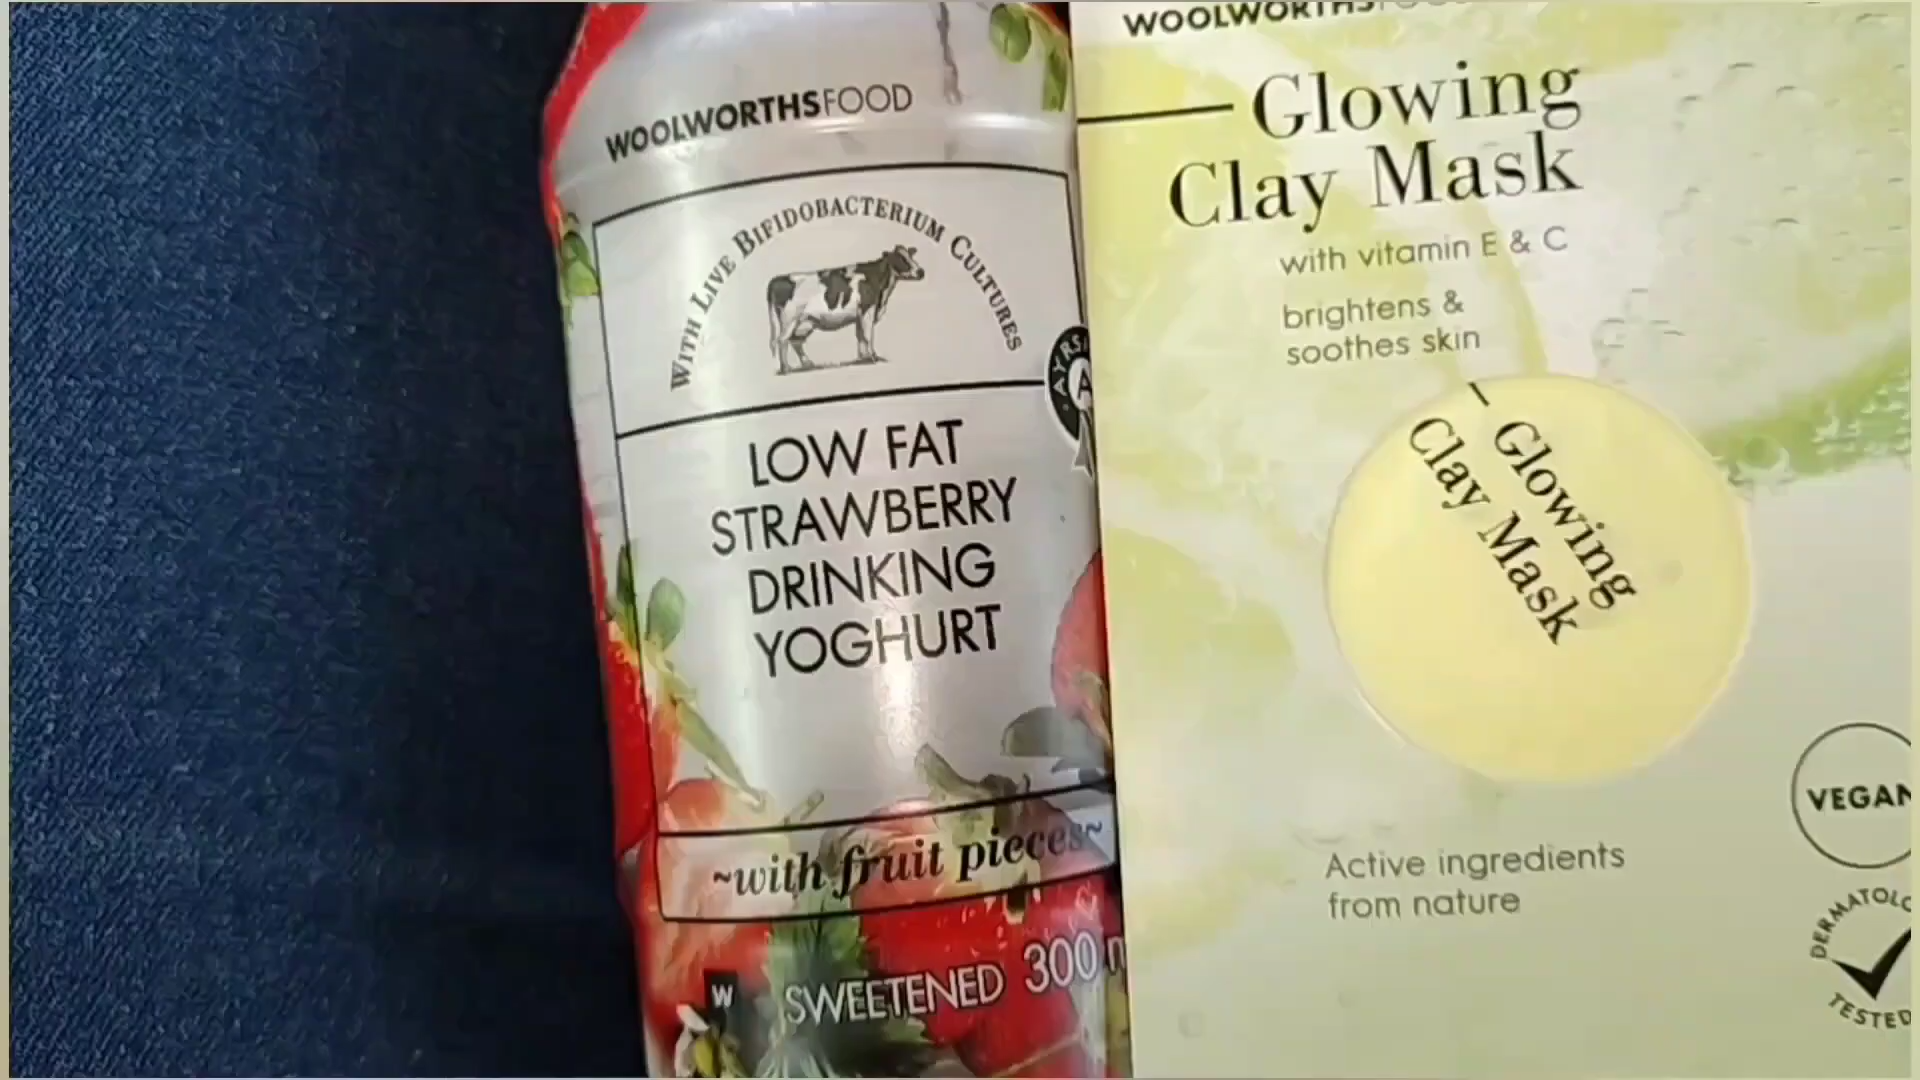 WOOLWORTHSFOOD
WITH LIVE BIFIDOBACTERIUM CULTURES
LOW FAT
STRAWBERRY
DRINKING
YOGHURT
~with fruit pieces~
W SWEETENED 300
WOOLWORTHS
Glowing
Clay Mask
with vitamin E & C
brightens &
soothes skin
Glowing
Clay Mask
VEGAN
Active ingredients
from nature
TESTED